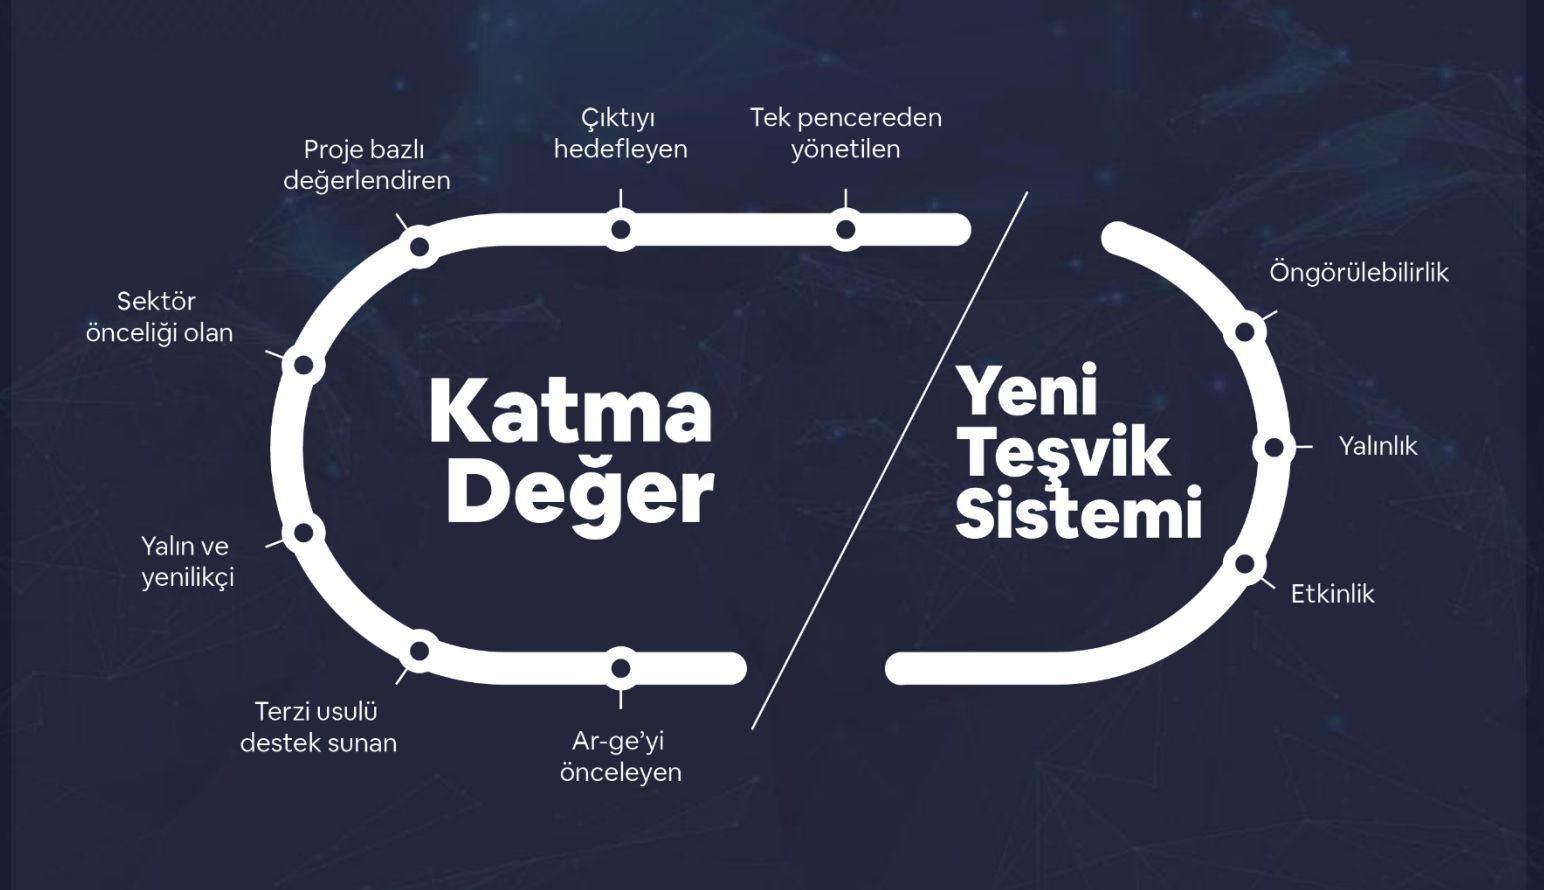 Çıktıyı
hedefleyen
Tek pencereden
yönetilen
Proje bazlı
değerlendiren
Sektör
önceliği olan
Yalın ve
yenilikçi
Terzi usulü
destek sunan
Ar-ge’yi
önceleyen
Katma
Değer
Yeni
Teşvik
Sistemi
Öngörülebilirlik
Yalınlık
Etkinlik